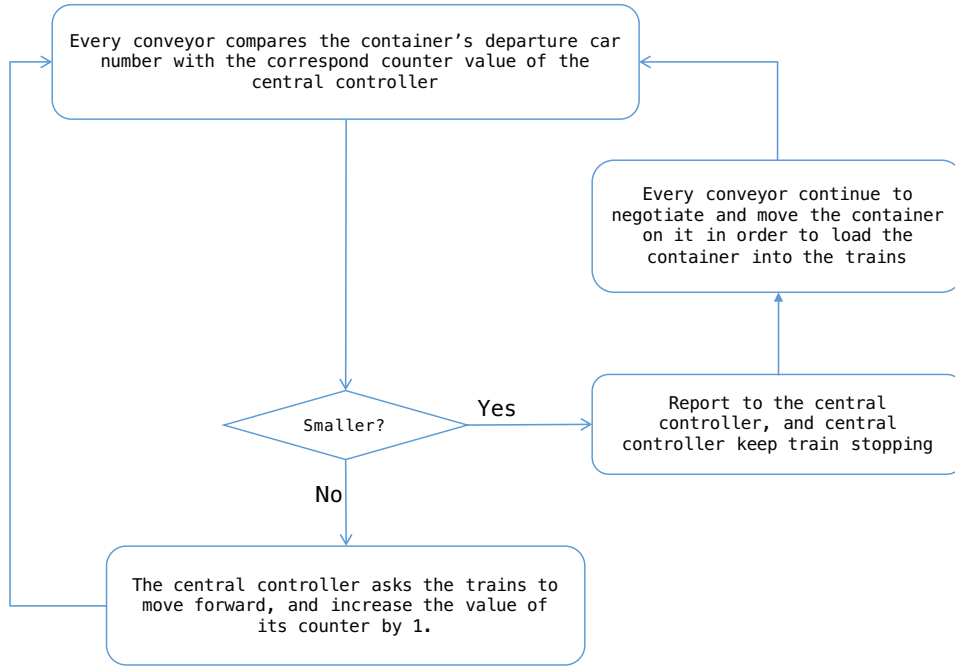 Every conveyor compares the container’s departure car
number with the correspond counter value of the
central controller
Every conveyor continue to
negotiate and move the container
on it in order to load the
container into the trains
Smaller?
Yes
Report to the central
controller, and central
controller keep train stopping
No
The central controller asks the trains to
move forward, and increase the value of
its counter by 1.